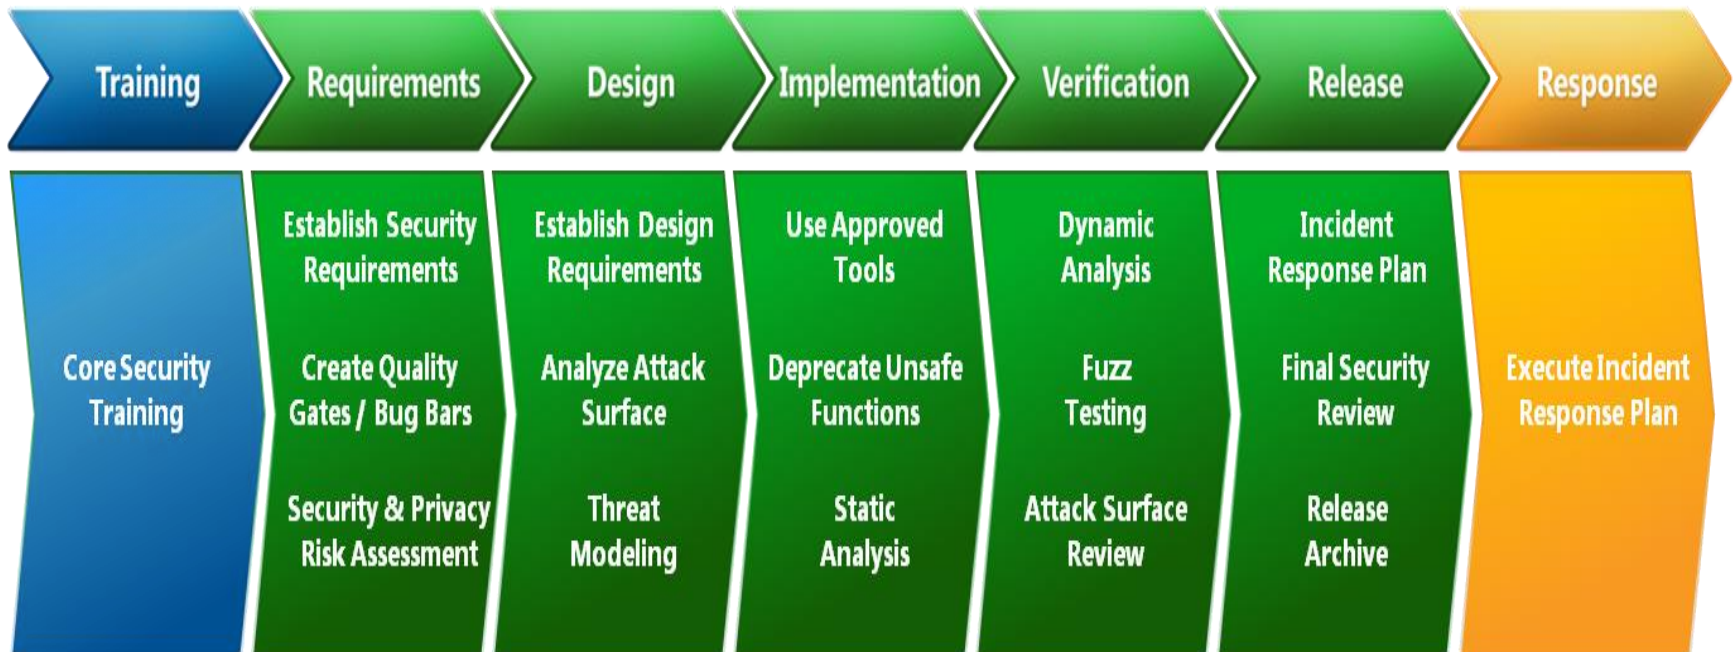 Training
Requirements
Design
Implementation
Verification
Release
Response
Core Security
Training
Establish Security
Requirements
Create Quality
Gates / Bug Bars
Security & Privacy
Risk Assessment
Establish Design
Requirements
Analyze Attack
Surface
Threat
Modeling
Use Approved
Tools
Deprecate Unsafe
Functions
Static
Analysis
Dynamic
Analysis
Fuzz
Testing
Attack Surface
Review
Incident
Response Plan
Final Security
Review
Release
Archive
Execute Incident
Response Plan